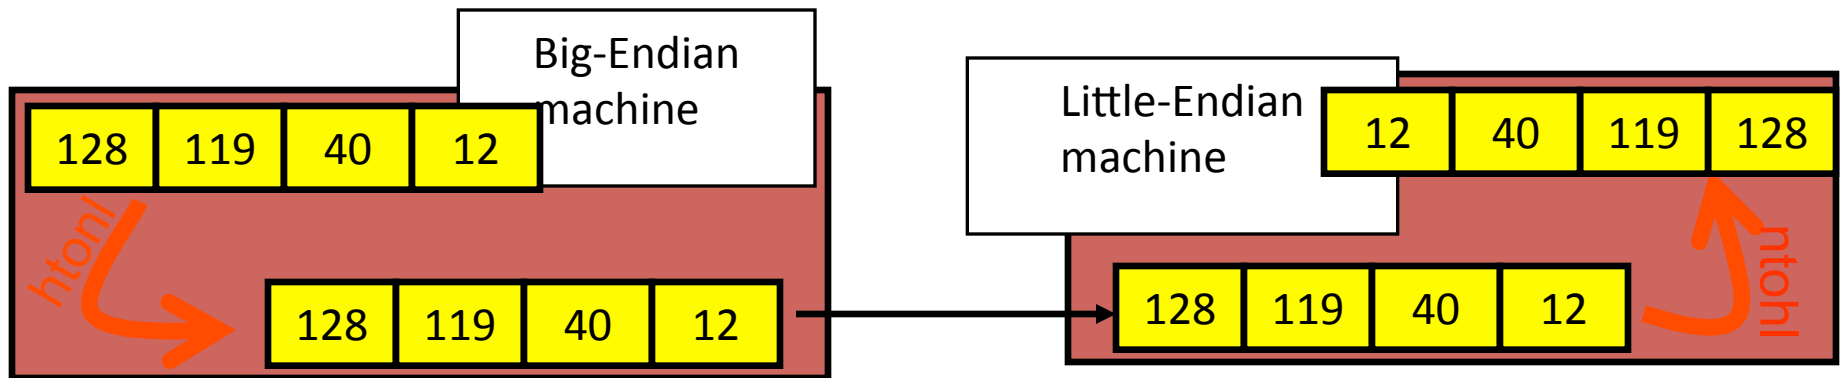 Big-Endian
machine
128 119 40 12
htonl
128 119 40 12
Little-Endian
machine
12 40 119 128
128 119 40 12
ntohl